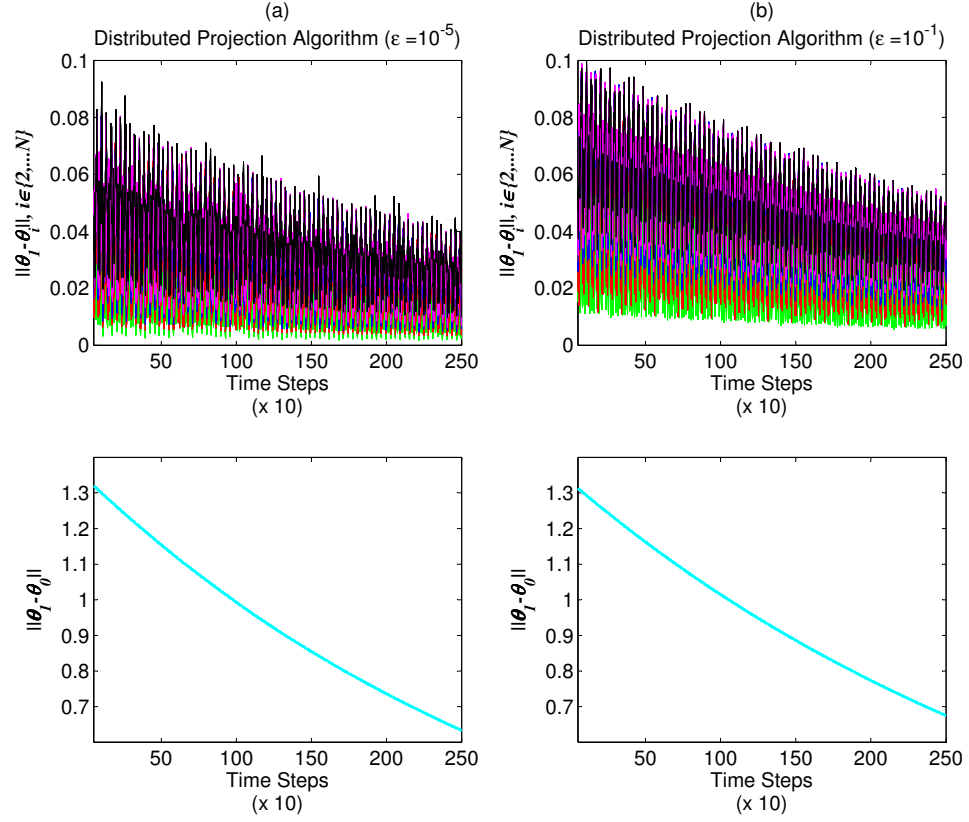 (a)
Distributed Projection Algorithm (ε =10⁻⁵)
||θ₁-θᵢ||, iϵ{2,...N}
0.1
0.08
0.06
0.04
0.02
0
50
100
150
200
250
Time Steps
(x 10)
(b)
Distributed Projection Algorithm (ε =10⁻¹)
||θ₁-θᵢ||, iϵ{2,...N}
0.1
0.08
0.06
0.04
0.02
0
50
100
150
200
250
Time Steps
(x 10)
||θ₁-θ₀||
1.3
1.2
1.1
1
0.9
0.8
0.7
50
100
150
200
250
Time Steps
(x 10)
||θ₁-θ₀||
1.3
1.2
1.1
1
0.9
0.8
0.7
50
100
150
200
250
Time Steps
(x 10)